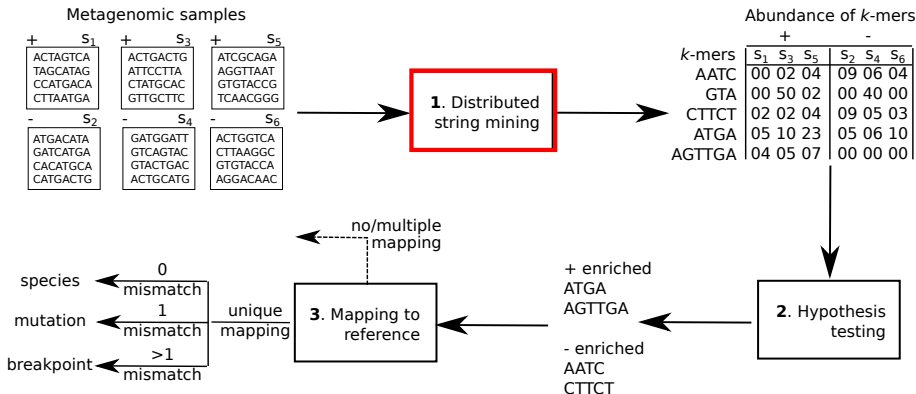 Metagenomic samples
+ s1
ACTAGTCA
TAGCATAG
CCATGACA
CTTAATGA
+ s3
ACTGACTG
ATTCCTTA
CTATGCAC
GTTGCTTC
+ s5
ATCGCAGA
AGGTTAAT
GTGTACCG
TCAACGGG
- s2
ATGACATA
GATCATGA
CACATGCA
CATGACTG
- s4
GATGGATT
GTCAGTAC
GTACTGAC
ACTGCATG
- s6
ACTGGTCA
CTTAAGGC
GTGTACCA
AGGACAAC
1. Distributed
string mining
Abundance of k-mers
+ -
k-mers s1 s3 s5 s2 s4 s6
AATC 00 02 04 09 06 04
GTA 00 50 02 00 40 00
CTTCT 02 02 04 09 05 03
ATGA 05 10 23 05 06 10
AGTTGA 04 05 07 00 00 00
2. Hypothesis
testing
+ enriched
ATGA
AGTTGA
- enriched
AATC
CTTCT
3. Mapping to
reference
no/multiple
mapping
unique
mapping
species
0
mismatch
mutation
1
mismatch
breakpoint
>1
mismatch